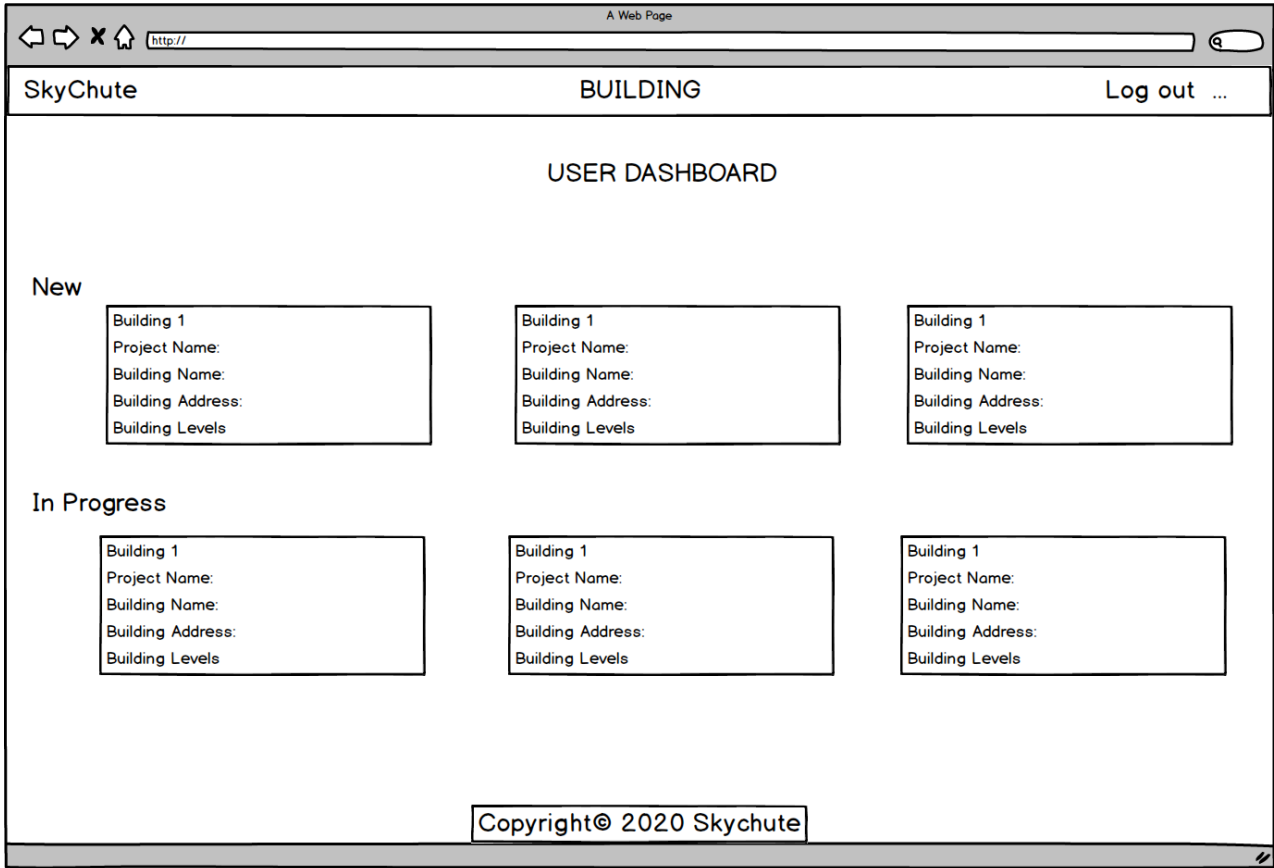 A Web Page
http://
SkyChute BUILDING Log out ...
USER DASHBOARD
New
Building 1 Building 1 Building 1
Project Name: Project Name: Project Name:
Building Name: Building Name: Building Name:
Building Address: Building Address: Building Address:
Building Levels Building Levels Building Levels
In Progress
Building 1 Building 1 Building 1
Project Name: Project Name: Project Name:
Building Name: Building Name: Building Name:
Building Address: Building Address: Building Address:
Building Levels Building Levels Building Levels
Copyright© 2020 Skychute